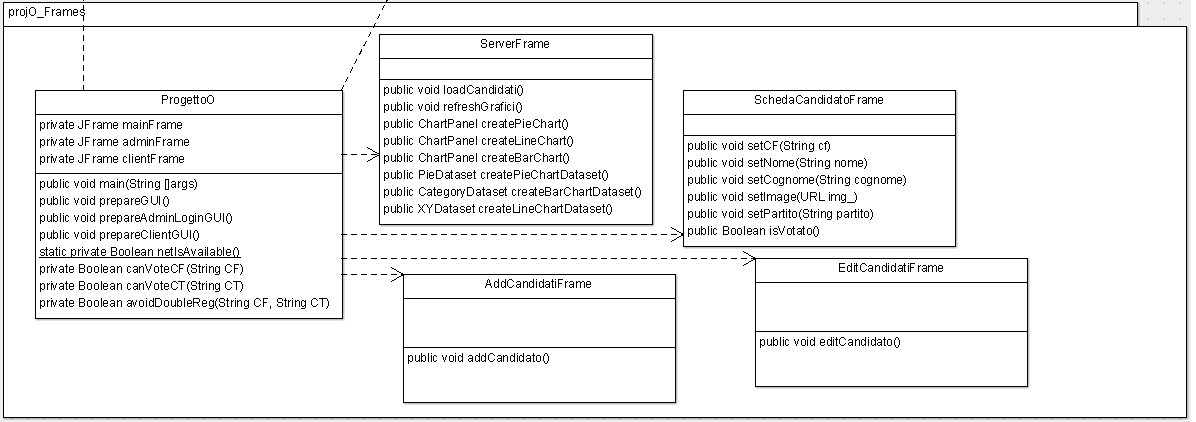 projO_Frames
ProgettoO
private JFrame mainFrame
private JFrame adminFrame
private JFrame clientFrame
public void main(String []args)
public void prepareGUI()
public void prepareAdminLoginGUI()
public void prepareClientGUI()
static private Boolean netIsAvailable()
private Boolean canVoteCF(String CF)
private Boolean canVoteCT(String CT)
private Boolean avoidDoubleReg(String CF, String CT)
ServerFrame
public void loadCandidati()
public void refreshGrafici()
public ChartPanel createPieChart()
public ChartPanel createLineChart()
public ChartPanel createBarChart()
public PieDataset createPieChartDataset()
public CategoryDataset createBarChartDataset()
public XYDataset createLineChartDataset()
SchedaCandidatoFrame
public void setCF(String cf)
public void setNome(String nome)
public void setCognome(String cognome)
public void setImage(URL img_)
public void setPartito(String partito)
public Boolean isVotato()
AddCandidatiFrame
public void addCandidato()
EditCandidatiFrame
public void editCandidato()